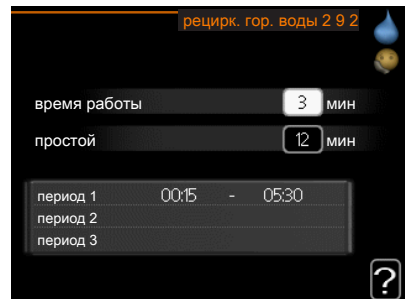 рецирк. гор. воды 2 9 2
время работы 3 мин
простой 12 мин
период 1 00:15 - 05:30
период 2
период 3
?